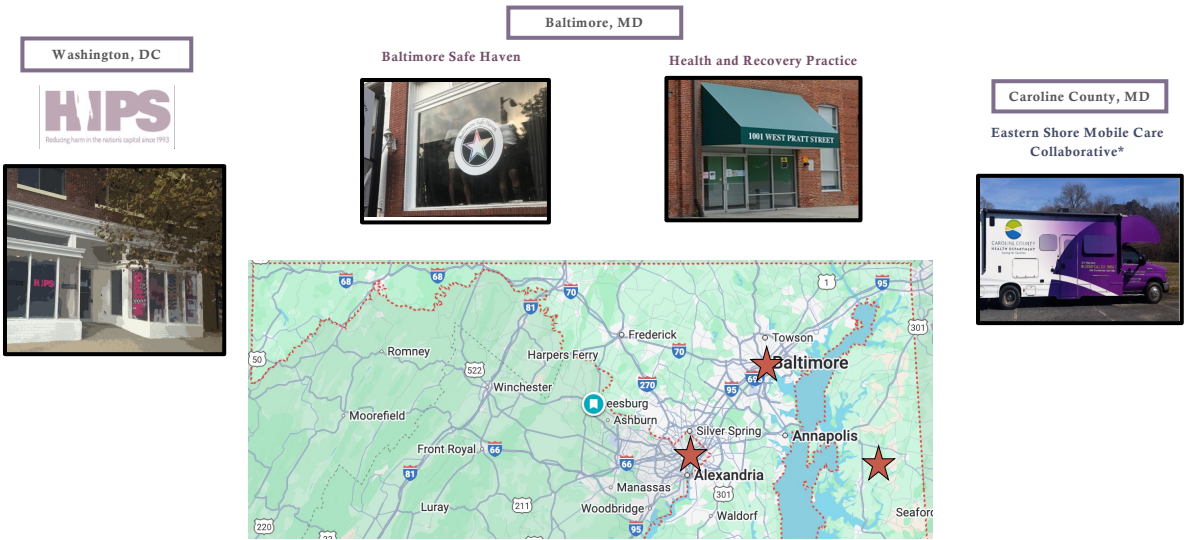 Washington, DC
HIPS
Reducing harm in the nation's capital since 1993
HIPS
Baltimore, MD
Baltimore Safe Haven
Health and Recovery Practice
1001 WEST PRATT STREET
Caroline County, MD
Eastern Shore Mobile Care
Collaborative*
CAROLINE COUNTY
HEALTH DEPARTMENT
68
68
70
1
95
81
301
Frederick
Towson
50
Romney
Harpers Ferry
70
Baltimore
522
Winchester
270
95
695
eesburg
Moorefield
Ashburn
Silver Spring
Annapolis
Front Royal
66
66
81
Alexandria
Manassas
301
Luray
211
Woodbridge
Waldorf
Seaford
220
95